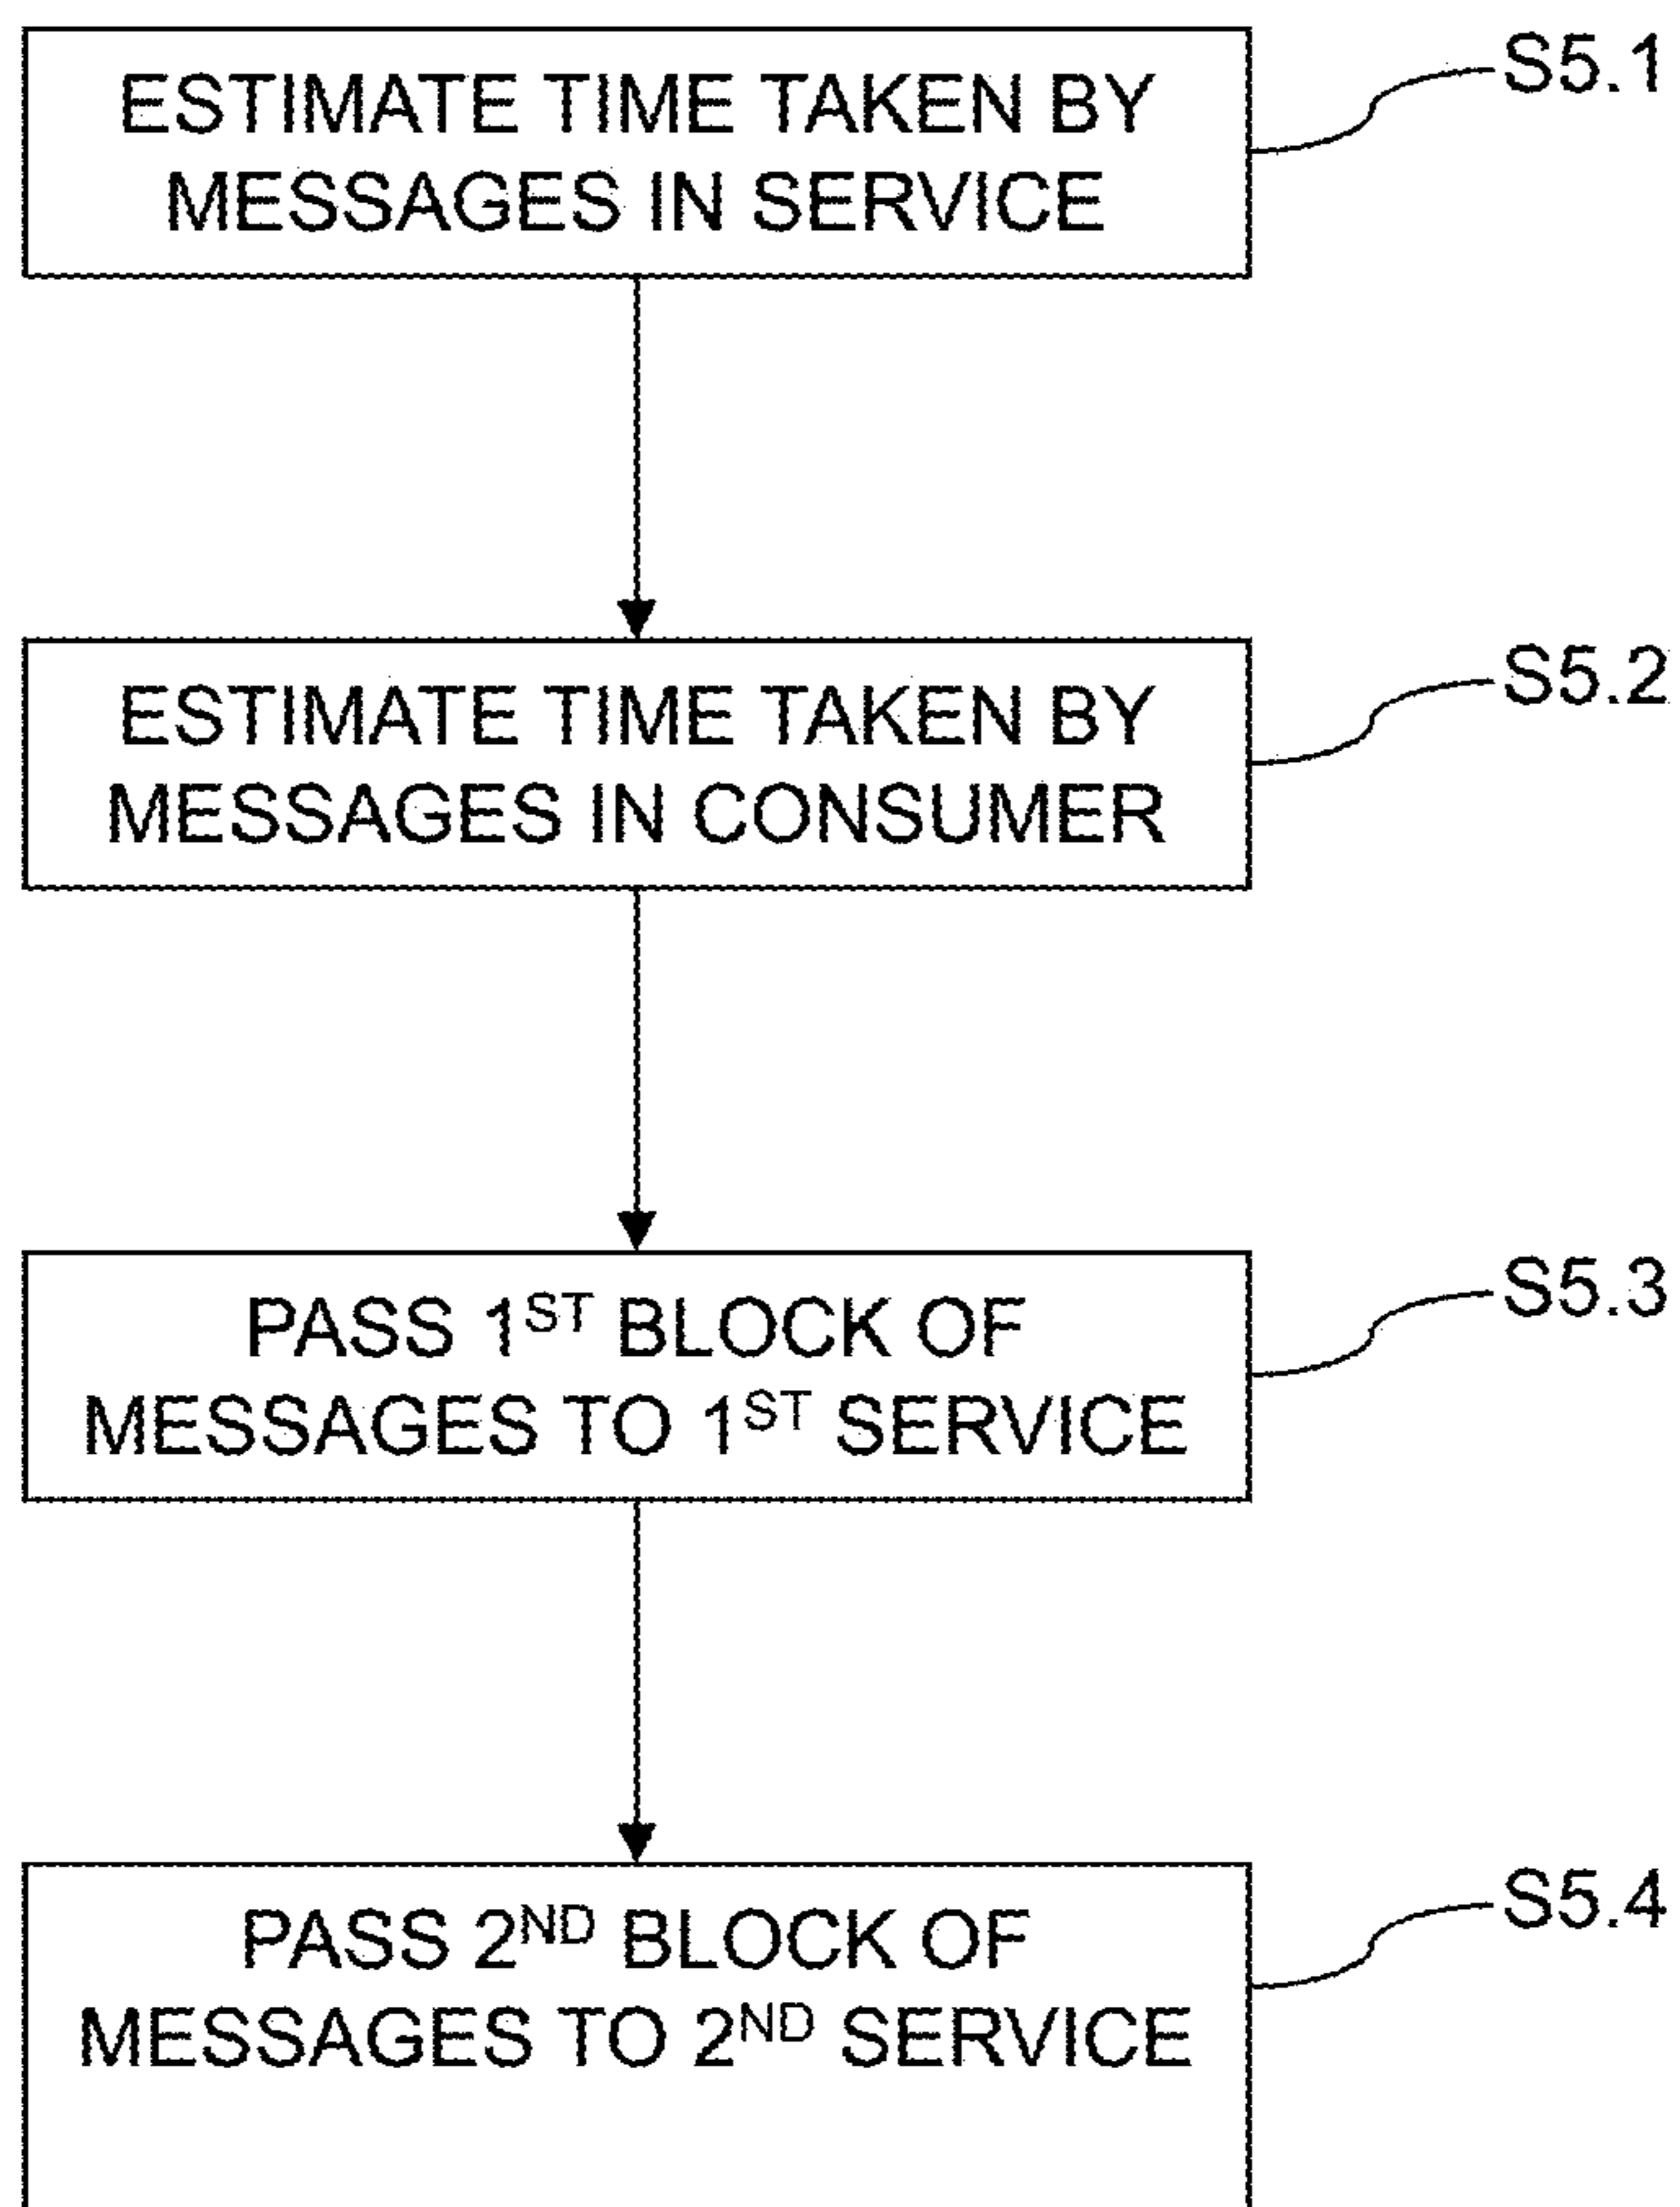 ESTIMATE TIME TAKEN BY
MESSAGES IN SERVICE
S5.1
ESTIMATE TIME TAKEN BY
MESSAGES IN CONSUMER
S5.2
PASS 1ST BLOCK OF
MESSAGES TO 1ST SERVICE
S5.3
PASS 2ND BLOCK OF
MESSAGES TO 2ND SERVICE
S5.4